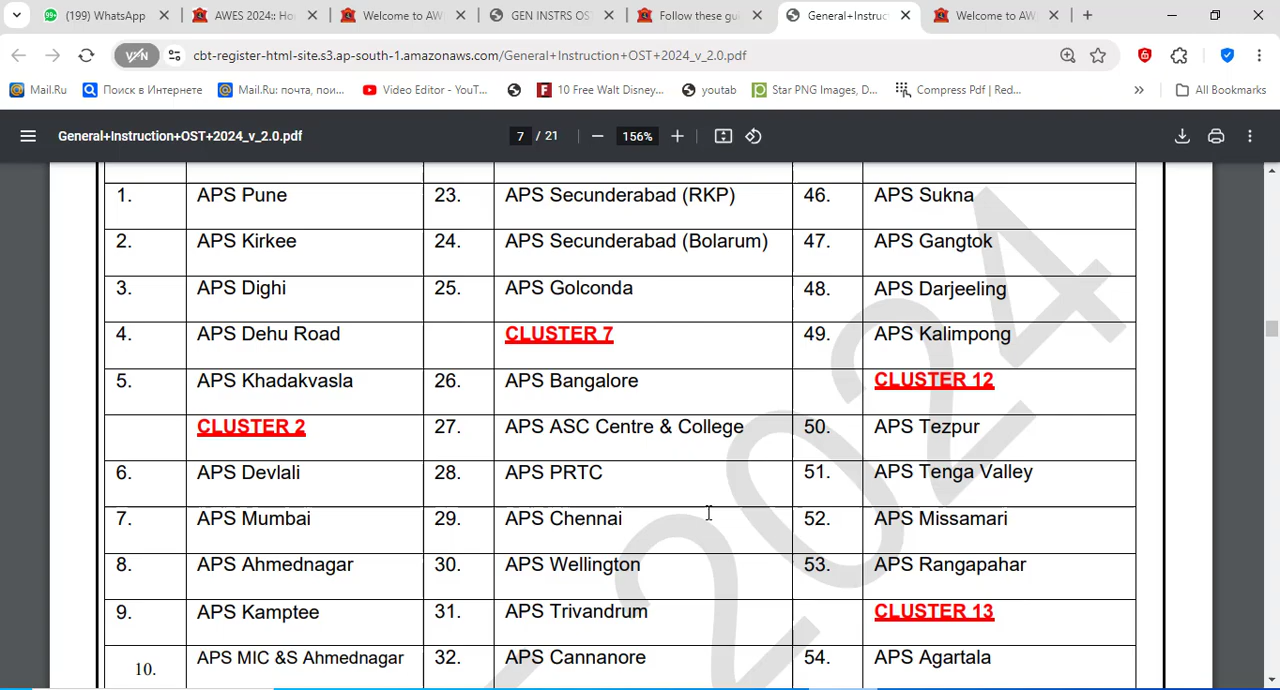 (199) WhatsApp
AWES 2024:: Ho
Welcome to AW
GEN INSTRS OS
Follow these gu
General+Instruc
Welcome to AW
VPN
cbt-register-html-site.s3.ap-south-1.amazonaws.com/General+Instruction+OST+2024_v_2.0.pdf
Mail.Ru
Поиск в Интернете
Mail.Ru: почта, пои...
Video Editor - YouT...
10 Free Walt Disney...
youtab
Star PNG Images, D...
Compress Pdf | Red...
»
All Bookmarks
General+Instruction+OST+2024_v_2.0.pdf
7 / 21
156%
1. APS Pune 23. APS Secunderabad (RKP) 46. APS Sukna
2. APS Kirkee 24. APS Secunderabad (Bolarum) 47. APS Gangtok
3. APS Dighi 25. APS Golconda 48. APS Darjeeling
4. APS Dehu Road CLUSTER 7 49. APS Kalimpong
5. APS Khadakvasla 26. APS Bangalore CLUSTER 12
CLUSTER 2 27. APS ASC Centre & College 50. APS Tezpur
6. APS Devlali 28. APS PRTC 51. APS Tenga Valley
7. APS Mumbai 29. APS Chennai 52. APS Missamari
8. APS Ahmednagar 30. APS Wellington 53. APS Rangapahar
9. APS Kamptee 31. APS Trivandrum CLUSTER 13
10. APS MIC &S Ahmednagar 32. APS Cannanore 54. APS Agartala
2024